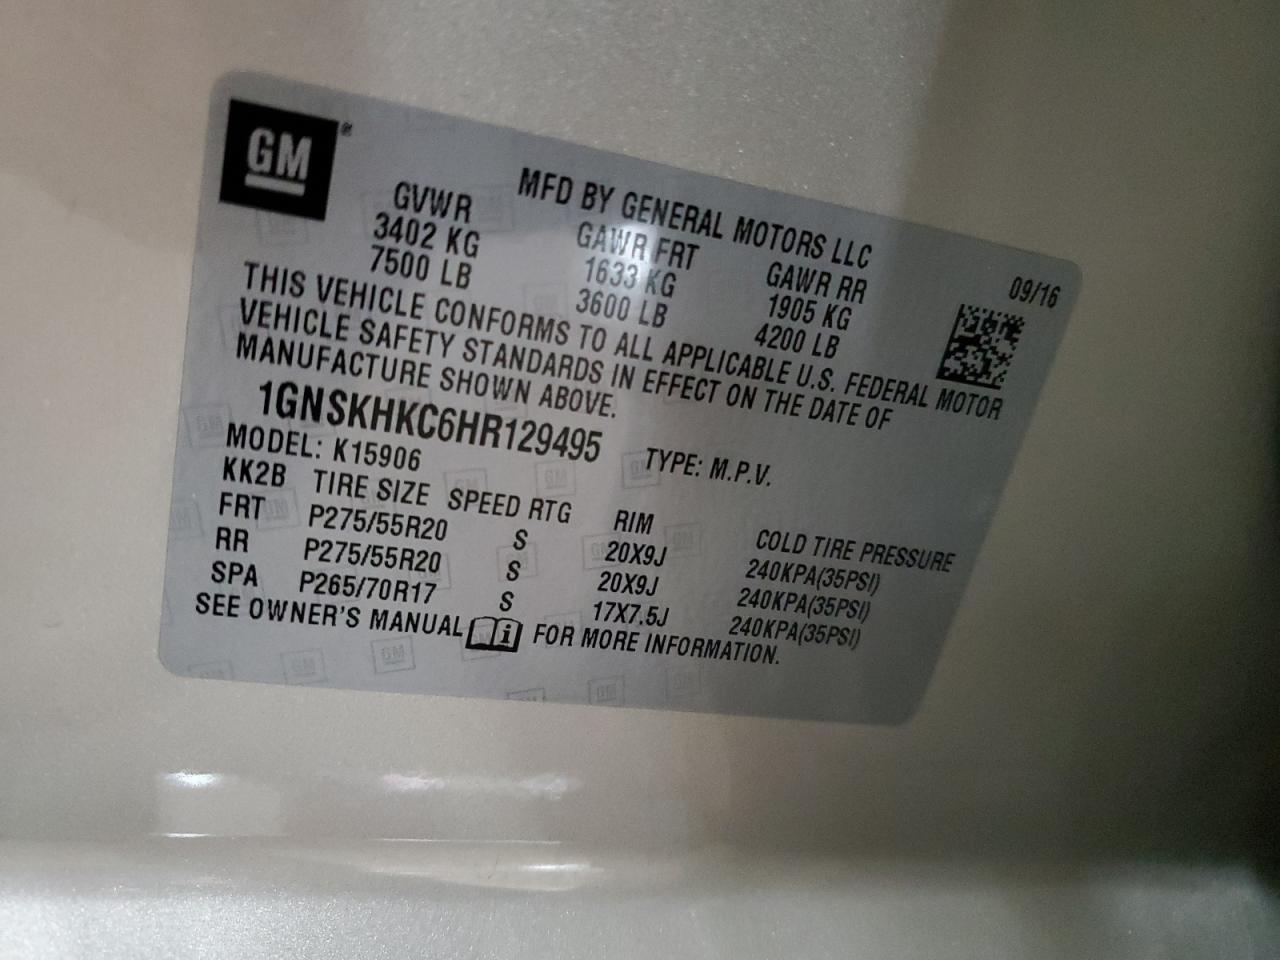 GM®
MFD BY GENERAL MOTORS LLC
09/16
GVWR GAWR FRT GAWR RR
3402 KG 1633 KG 1905 KG
7500 LB 3600 LB 4200 LB
THIS VEHICLE CONFORMS TO ALL APPLICABLE U.S. FEDERAL MOTOR
VEHICLE SAFETY STANDARDS IN EFFECT ON THE DATE OF
MANUFACTURE SHOWN ABOVE.
1GNSKHKC6HR129495 TYPE: M.P.V.
MODEL: K15906
KK2B TIRE SIZE SPEED RTG RIM COLD TIRE PRESSURE
FRT P275/55R20 S 20X9J 240KPA(35PSI)
RR P275/55R20 S 20X9J 240KPA(35PSI)
SPA P265/70R17 S 17X7.5J 240KPA(35PSI)
SEE OWNER'S MANUAL i FOR MORE INFORMATION.